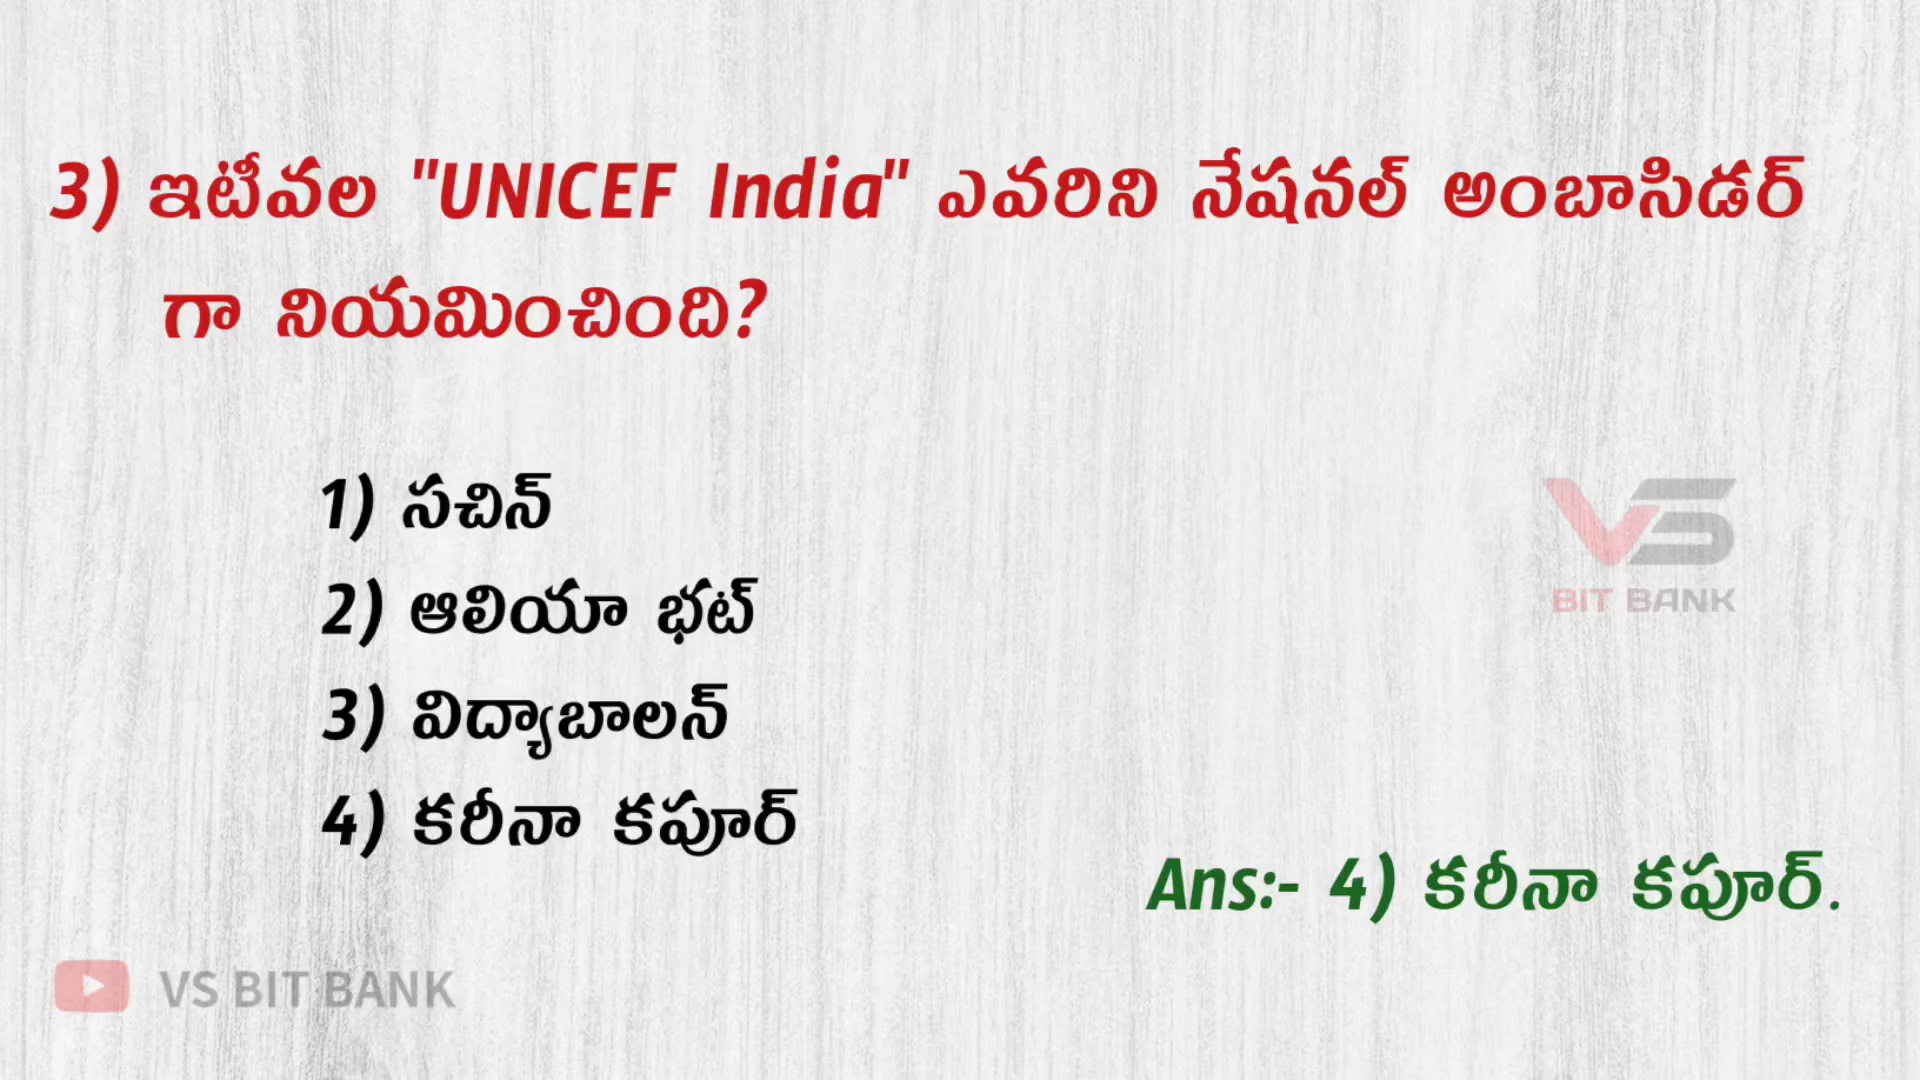 3) ఇటీవల "UNICEF India" ఎవరిని నేషనల్ అంబాసిడర్
గా నియమించింది?
1) సచిన్
2) ఆలియా భట్
3) విద్యాబాలన్
4) కరీనా కపూర్
VS
BIT BANK
Ans:- 4) కరీనా కపూర్.
VS BIT BANK